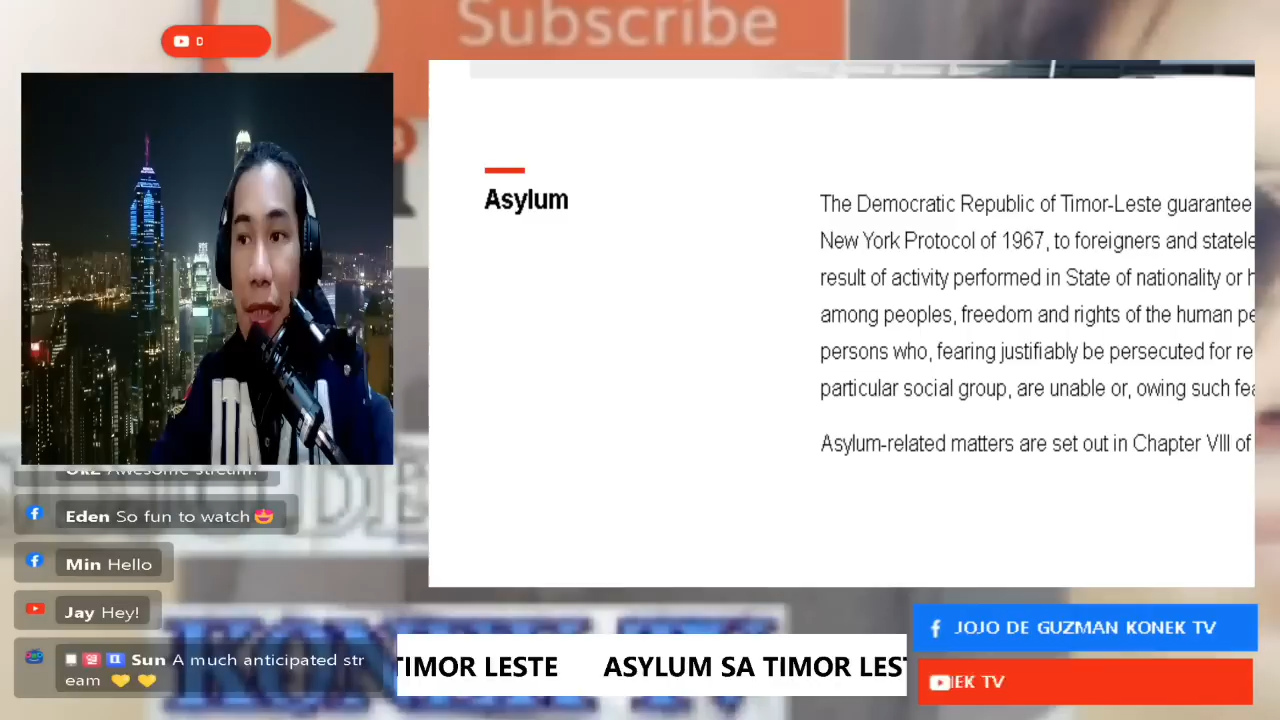 Subscribe
D
Asylum
The Democratic Republic of Timor-Leste guarantee
New York Protocol of 1967, to foreigners and statele
result of activity performed in State of nationality or h
among peoples, freedom and rights of the human pe
persons who, fearing justifiably be persecuted for re
particular social group, are unable or, owing such fea
Asylum-related matters are set out in Chapter VIII of
OkZ Awesome stream!
Eden So fun to watch 🤩
Min Hello
Jay Hey!
Sun A much anticipated str
eam 💛 💛
KONEK TV
TIMOR LESTE ASYLUM SA TIMOR LEST
JOJO DE GUZMAN KONEK TV
EK TV